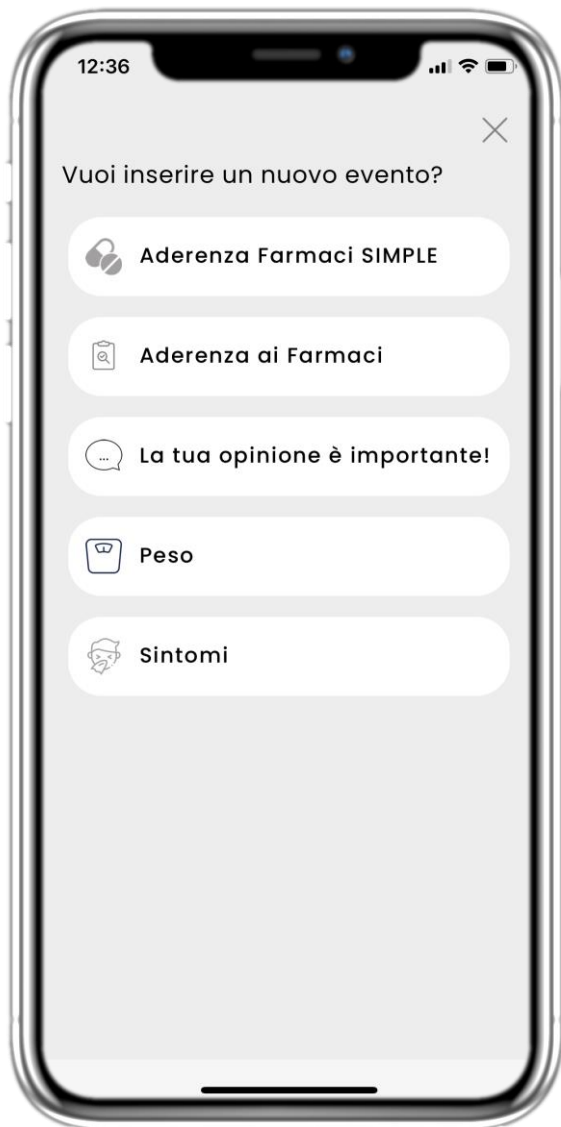 12:36
Vuoi inserire un nuovo evento?
Aderenza Farmaci SIMPLE
Aderenza ai Farmaci
La tua opinione è importante!
Peso
Sintomi